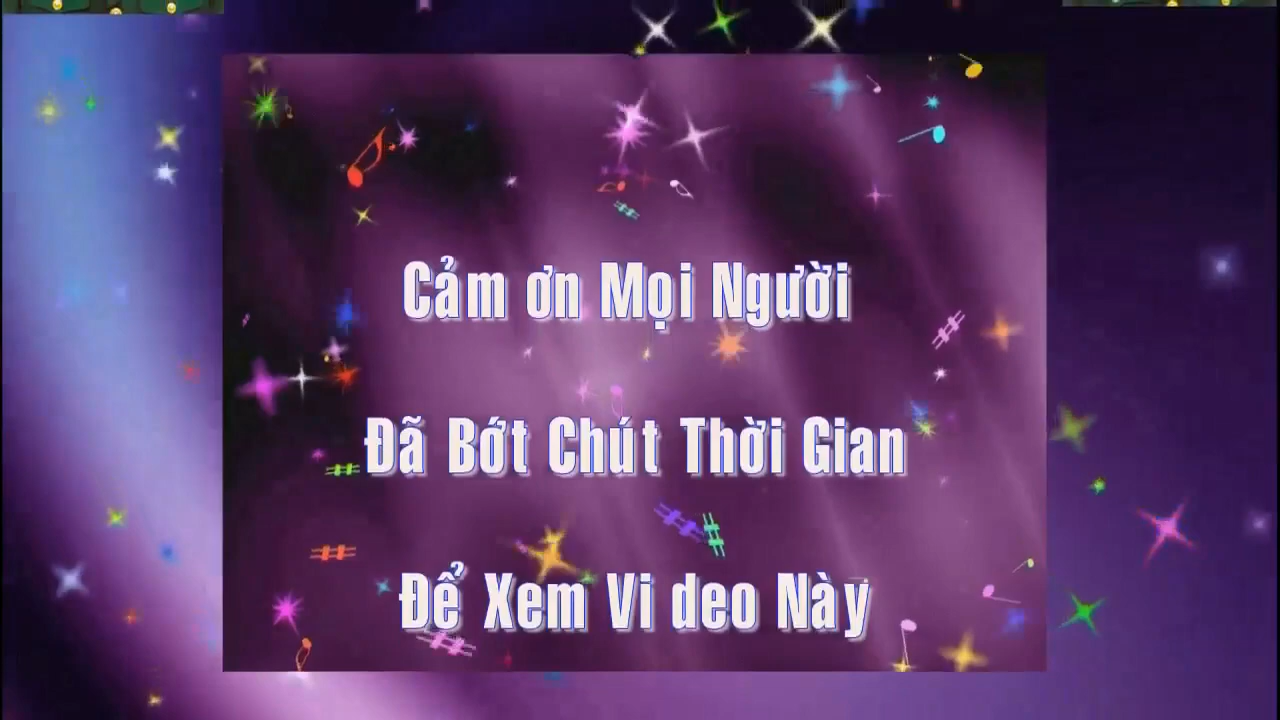 Cảm ơn Mọi Người
Đã Bớt Chút Thời Gian
Để Xem Vi deo Này